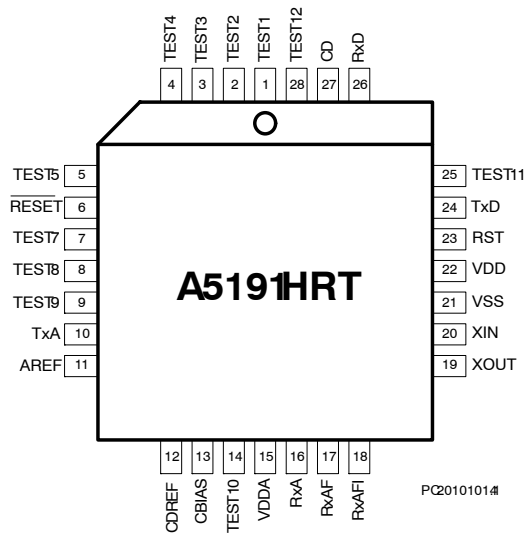 TEST4
TEST3
TEST2
TEST1
TEST12
CD
RxD
4
3
2
1
28
27
26
TEST5 5
RESET 6
TEST7 7
TEST8 8
TEST9 9
TxA 10
AREF 11
A5191HRT
25 TEST11
24 TxD
23 RST
22 VDD
21 VSS
20 XIN
19 XOUT
12
13
14
15
16
17
18
CDREF
CBIAS
TEST10
VDDA
RxA
RxAF
RxAFI